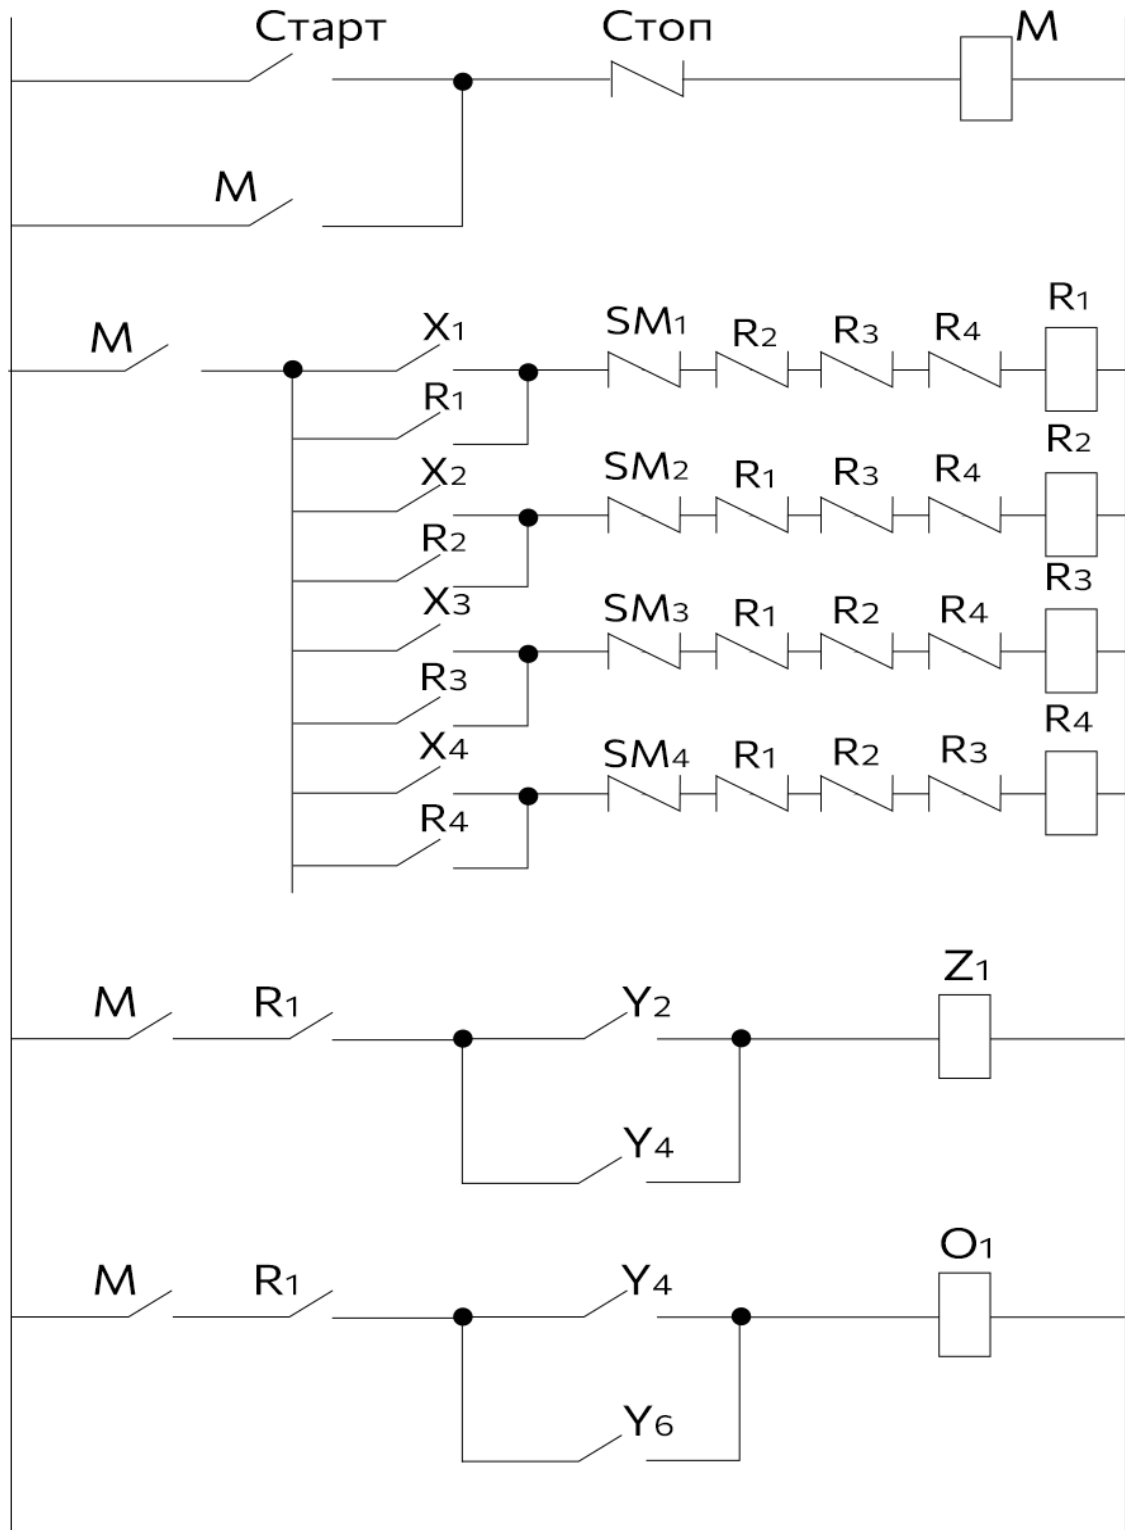 Старт Стоп M
M
M X1 SM1 R2 R3 R4 R1
R1
X2 SM2 R1 R3 R4 R2
R2
X3 SM3 R1 R2 R4 R3
R3
X4 SM4 R1 R2 R3 R4
R4
M R1 Y2 Z1
Y4
M R1 Y4 O1
Y6